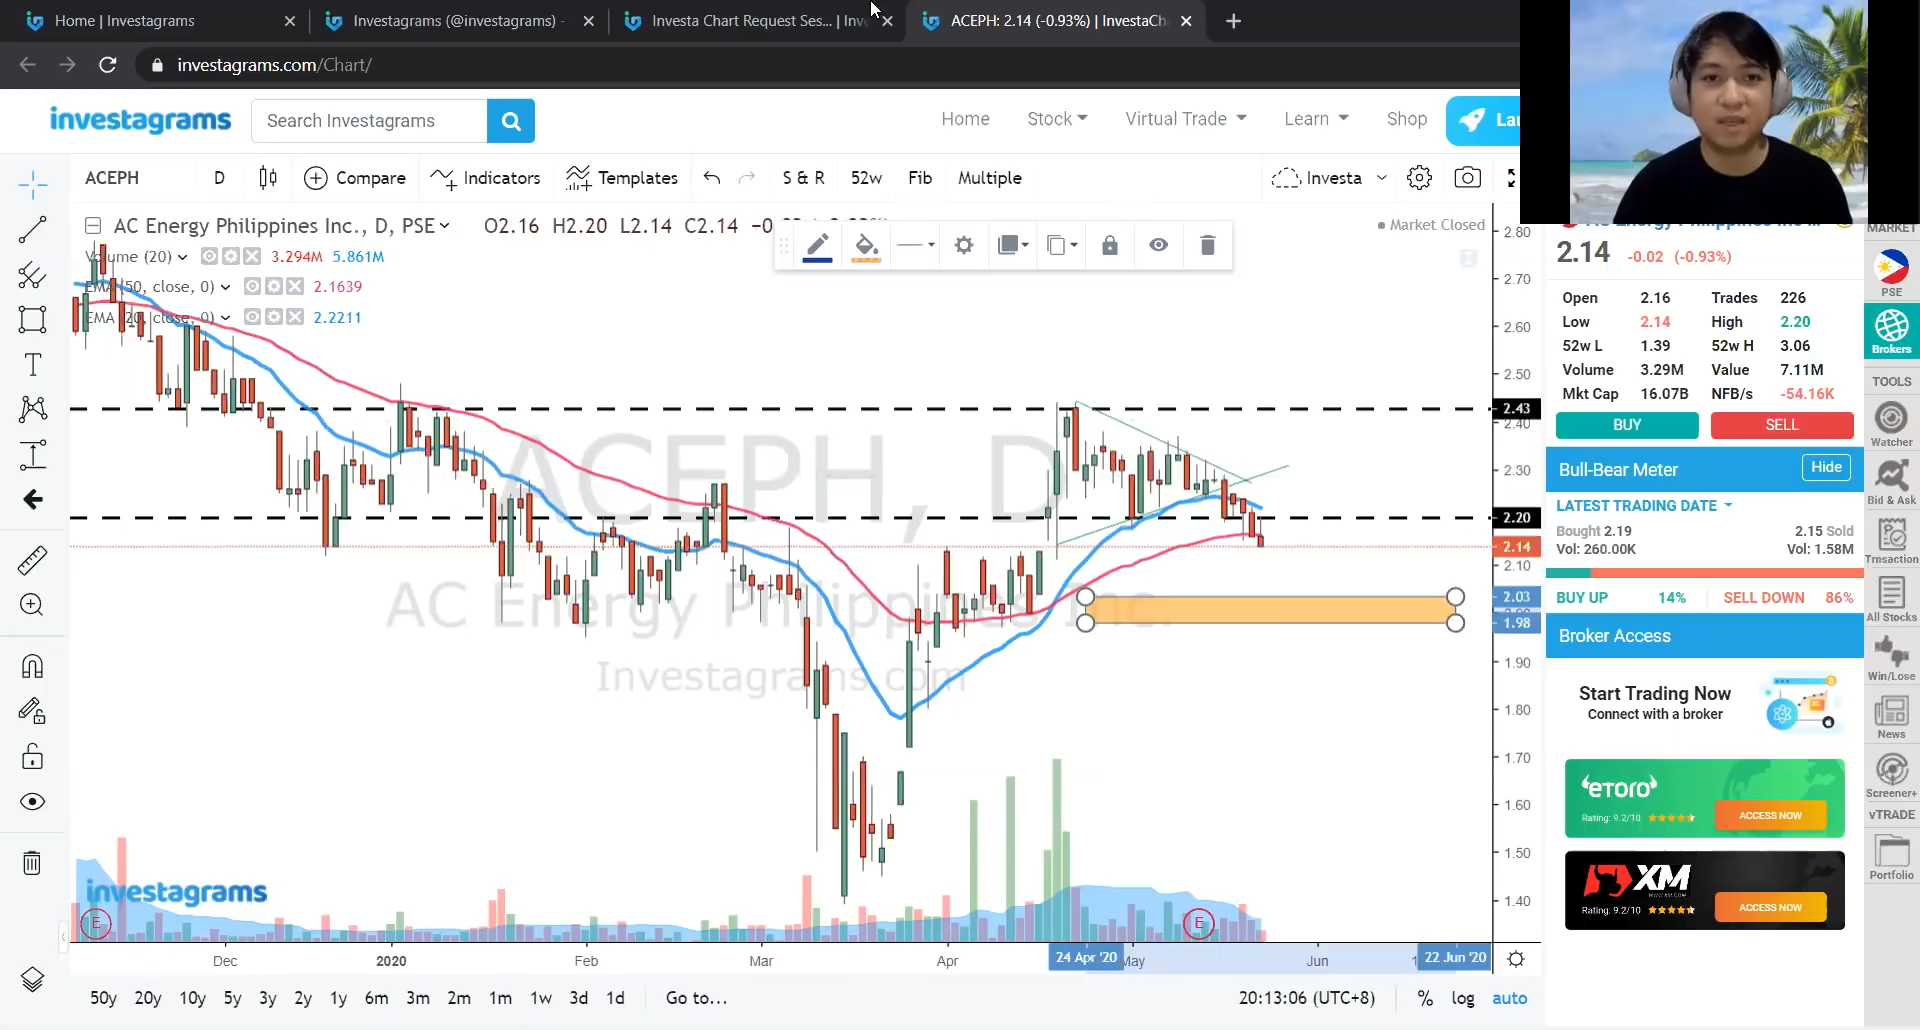 Home | Investagrams
Investagrams (@investagrams) -
Investa Chart Request Ses... | Inv
ACEPH: 2.14 (-0.93%) | InvestaCh
investagrams.com/Chart/
investagrams
Search Investagrams
Home
Stock
Virtual Trade
Learn
Shop
Lau
ACEPH
D
Compare
Indicators
Templates
S & R
52w
Fib
Multiple
Investa
AC Energy Philippines Inc., D, PSE
O2.16 H2.20 L2.14 C2.14
Market Closed
Volume (20)
3.294M 5.861M
EMA (50, close, 0)
2.1639
EMA (20, close, 0)
2.2211
ACEPH, D
AC Energy Philippines Inc.
Investagrams.com
investagrams
E
E
2.80
2.70
2.60
2.50
2.43
2.40
2.30
2.20
2.14
2.10
2.03
1.98
1.90
1.80
1.70
1.60
1.50
1.40
Dec
2020
Feb
Mar
Apr
24 Apr '20
May
Jun
22 Jun '20
50y 20y 10y 5y 3y 2y 1y 6m 3m 2m 1m 1w 3d 1d
Go to...
20:13:06 (UTC+8)
%
log
auto
2.14
-0.02 (-0.93%)
Open 2.16 Trades 226
Low 2.14 High 2.20
52w L 1.39 52w H 3.06
Volume 3.29M Value 7.11M
Mkt Cap 16.07B NFB/s -54.16K
BUY
SELL
Bull-Bear Meter
Hide
LATEST TRADING DATE
Bought 2.19
2.15 Sold
Vol: 260.00K
Vol: 1.58M
BUY UP 14%
SELL DOWN 86%
Broker Access
Start Trading Now
Connect with a broker
eToro
Rating: 9.2/10
ACCESS NOW
XM
Rating: 9.2/10
ACCESS NOW
MARKET
PSE
Brokers
TOOLS
Watcher
Bid & Ask
Trnsaction
All Stocks
Win/Lose
News
Screener+
vTRADE
Portfolio